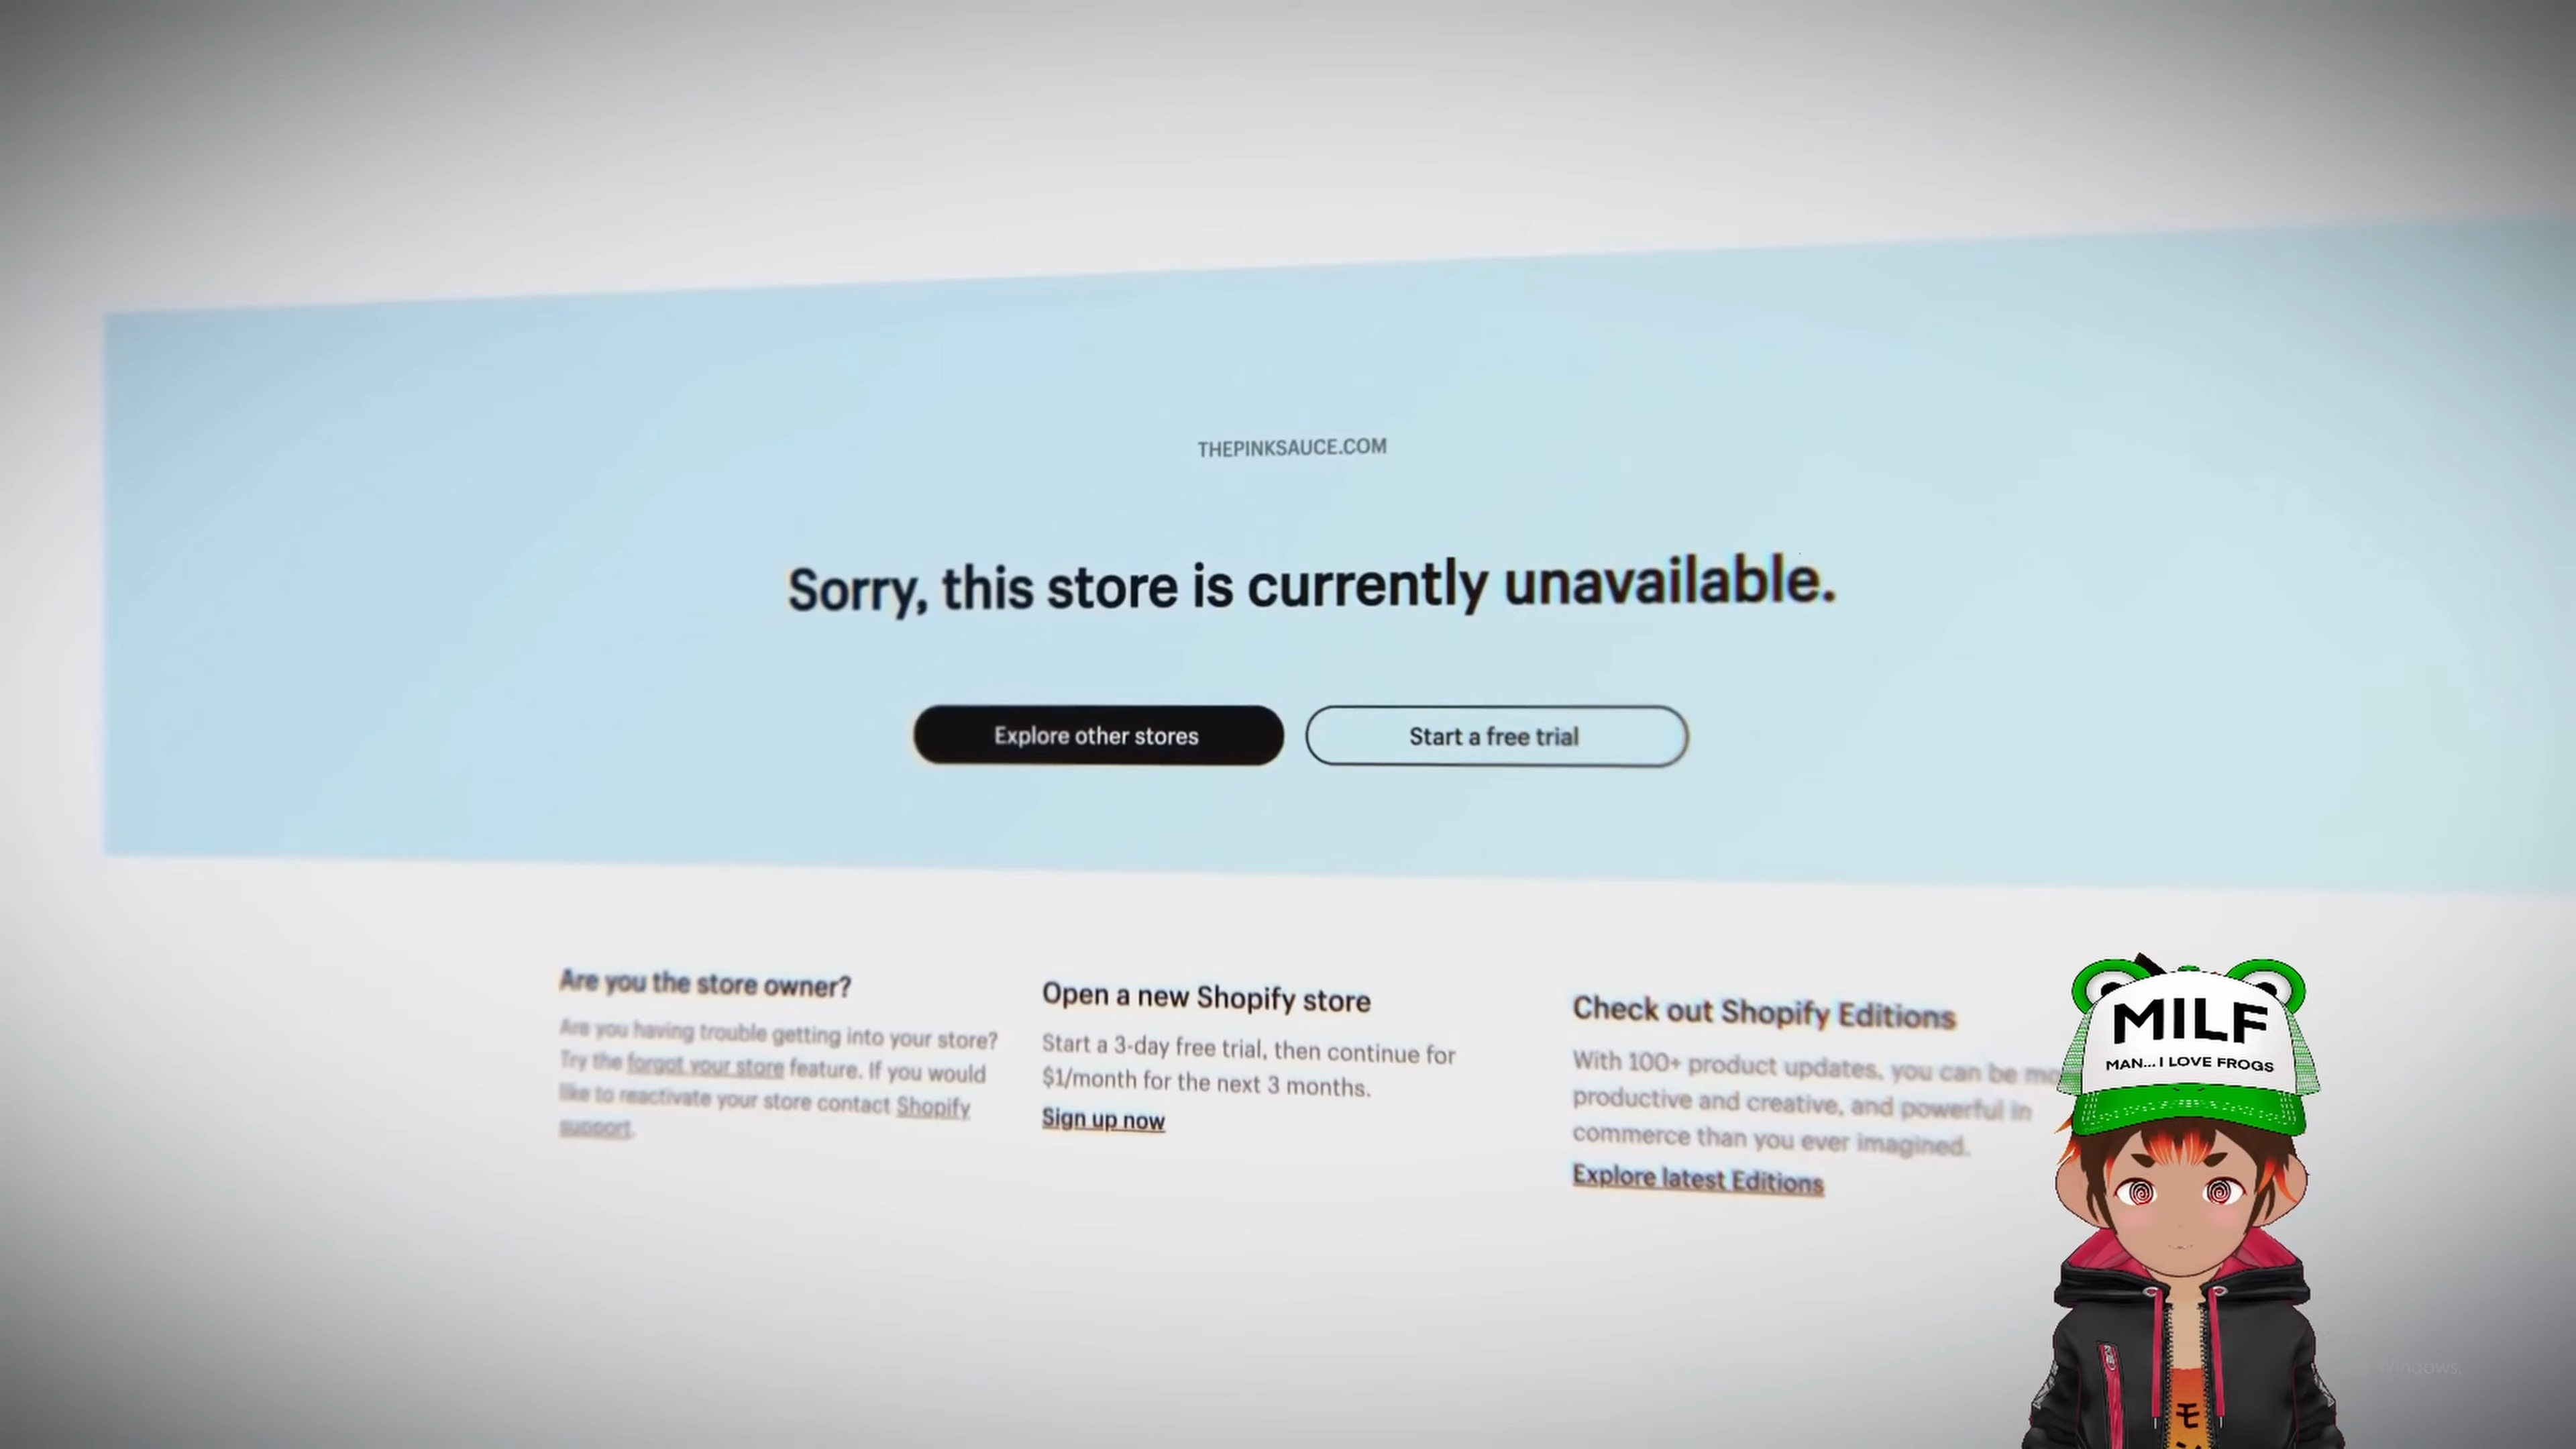 THEPINKSAUCE.COM
Sorry, this store is currently unavailable.
Explore other stores
Start a free trial
Are you the store owner?
Are you having trouble getting into your store?
Try the forgot your store feature. If you would
like to reactivate your store contact Shopify
support.
Open a new Shopify store
Start a 3-day free trial, then continue for
$1/month for the next 3 months.
Sign up now
Check out Shopify Editions
With 100+ product updates, you can be
productive and creative, and powerful in
commerce than you ever imagined.
Explore latest Editions
MILF
MAN... I LOVE FROGS
モ
Windows.